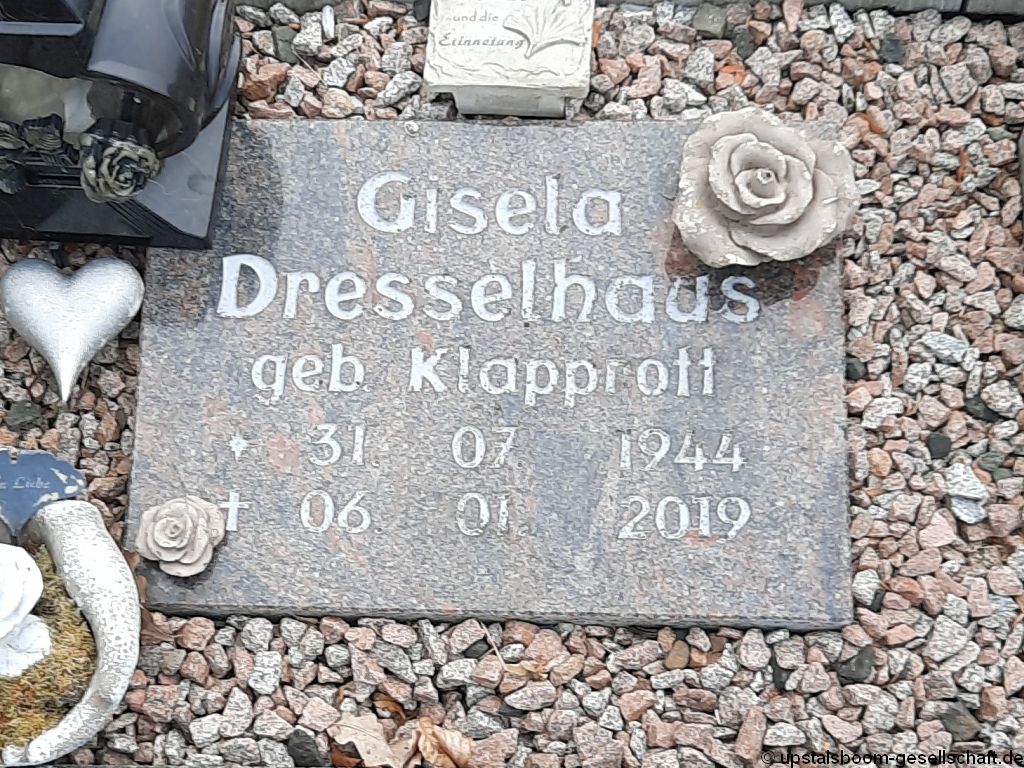 und die
Erinnerung
Gisela
Dresselhaus
geb. Klapprott
* 31. 07. 1944
† 06. 01. 2019
Liebe
© upstalsboom-gesellschaft.de